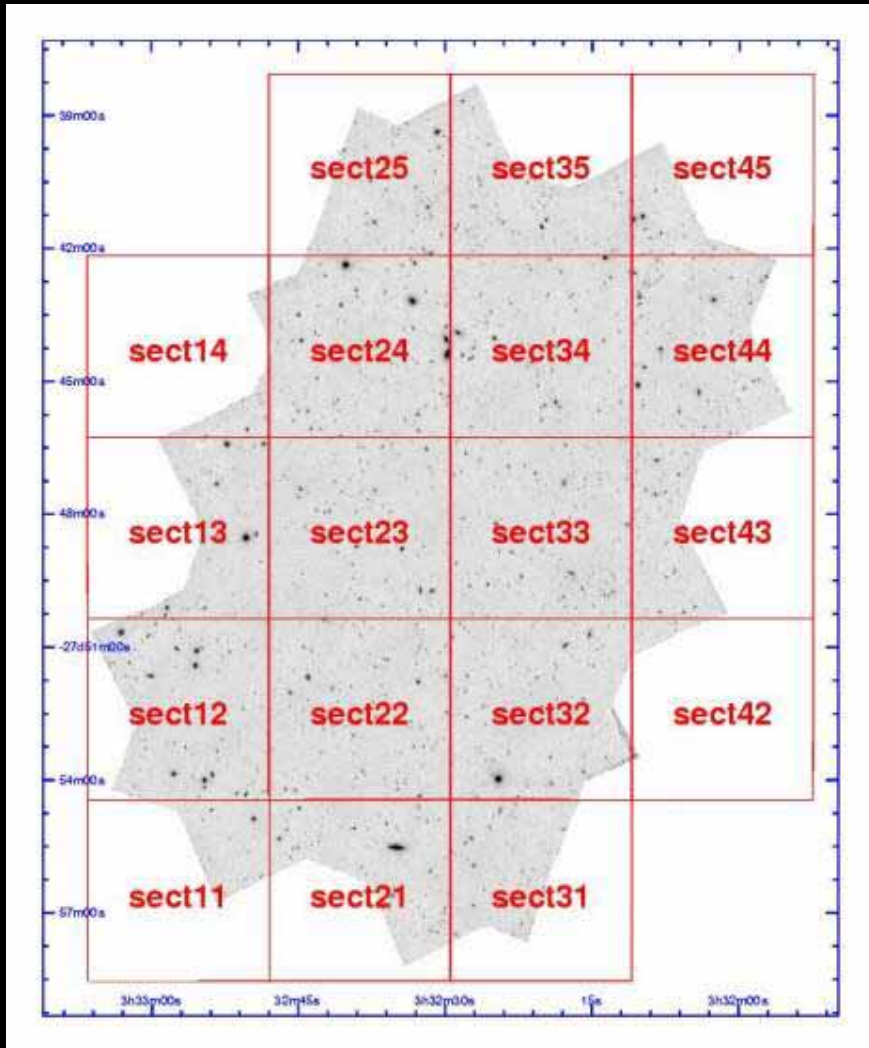 39m00s
sect25 sect35 sect45
42m00s
sect14 sect24 sect34 sect44
45m00s
48m00s
sect13 sect23 sect33 sect43
-27d51m00s
sect12 sect22 sect32 sect42
54m00s
sect11 sect21 sect31
57m00s
3h33m00s 32m45s 3h32m30s 15s 3h32m00s